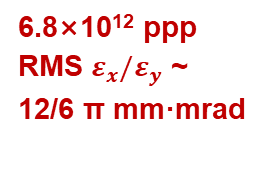 6.8×10¹² ppp
RMS 𝜀ₓ/𝜀ᵧ ~
12/6 π mm·mrad